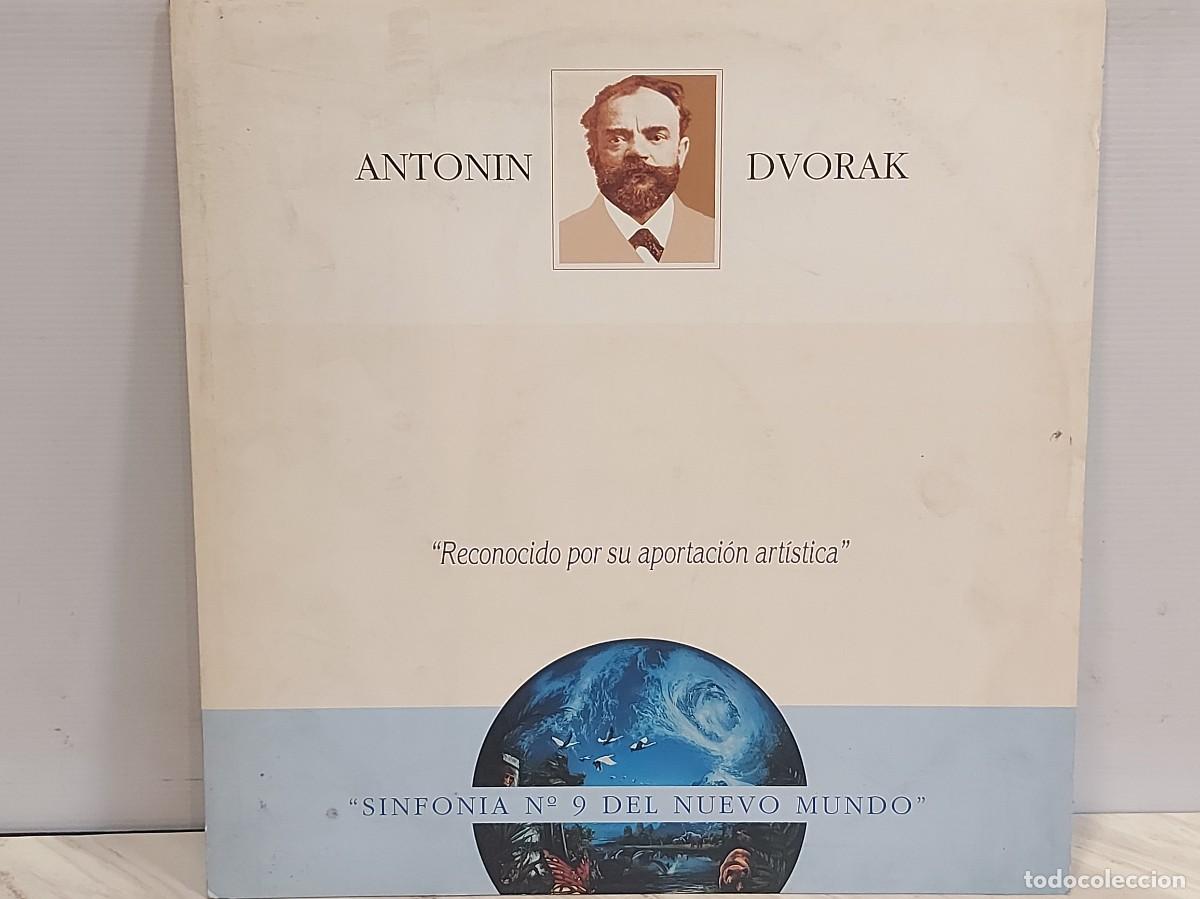 ANTONIN DVORAK
“Reconocido por su aportación artística”
“SINFONIA Nº 9 DEL NUEVO MUNDO”
todocoleccion